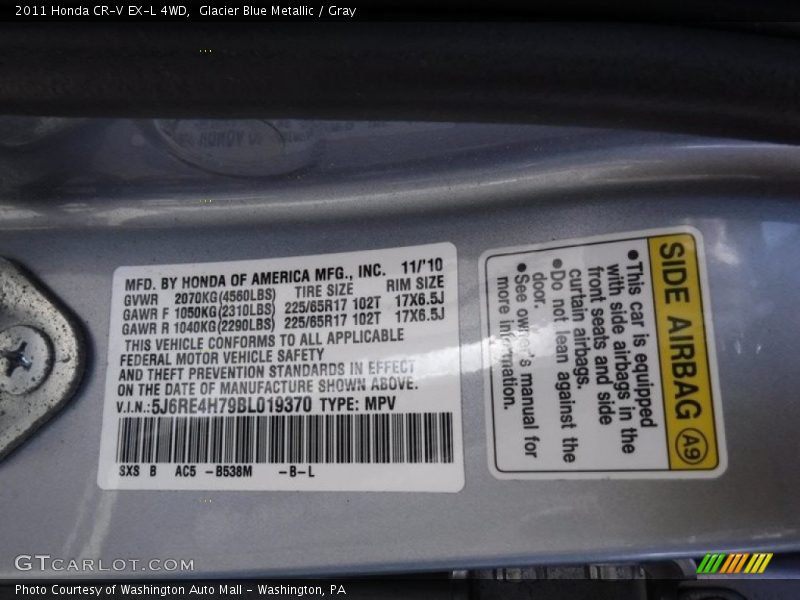 2011 Honda CR-V EX-L 4WD, Glacier Blue Metallic / Gray
MFD. BY HONDA OF AMERICA MFG., INC. 11/'10
GVWR 2070KG(4560LBS) TIRE SIZE RIM SIZE
GAWR F 1050KG(2310LBS) 225/65R17 102T 17X6.5J
GAWR R 1040KG(2290LBS) 225/65R17 102T 17X6.5J
THIS VEHICLE CONFORMS TO ALL APPLICABLE
FEDERAL MOTOR VEHICLE SAFETY
AND THEFT PREVENTION STANDARDS IN EFFECT
ON THE DATE OF MANUFACTURE SHOWN ABOVE.
V.I.N.:5J6RE4H79BL019370 TYPE: MPV
SXS B AC5 -B538M -B-L
SIDE AIRBAG A9
•This car is equipped
with side airbags in the
front seats and side
curtain airbags.
•Do not lean against the
door.
•See owner's manual for
more information.
GTCARLOT.COM
Photo Courtesy of Washington Auto Mall - Washington, PA